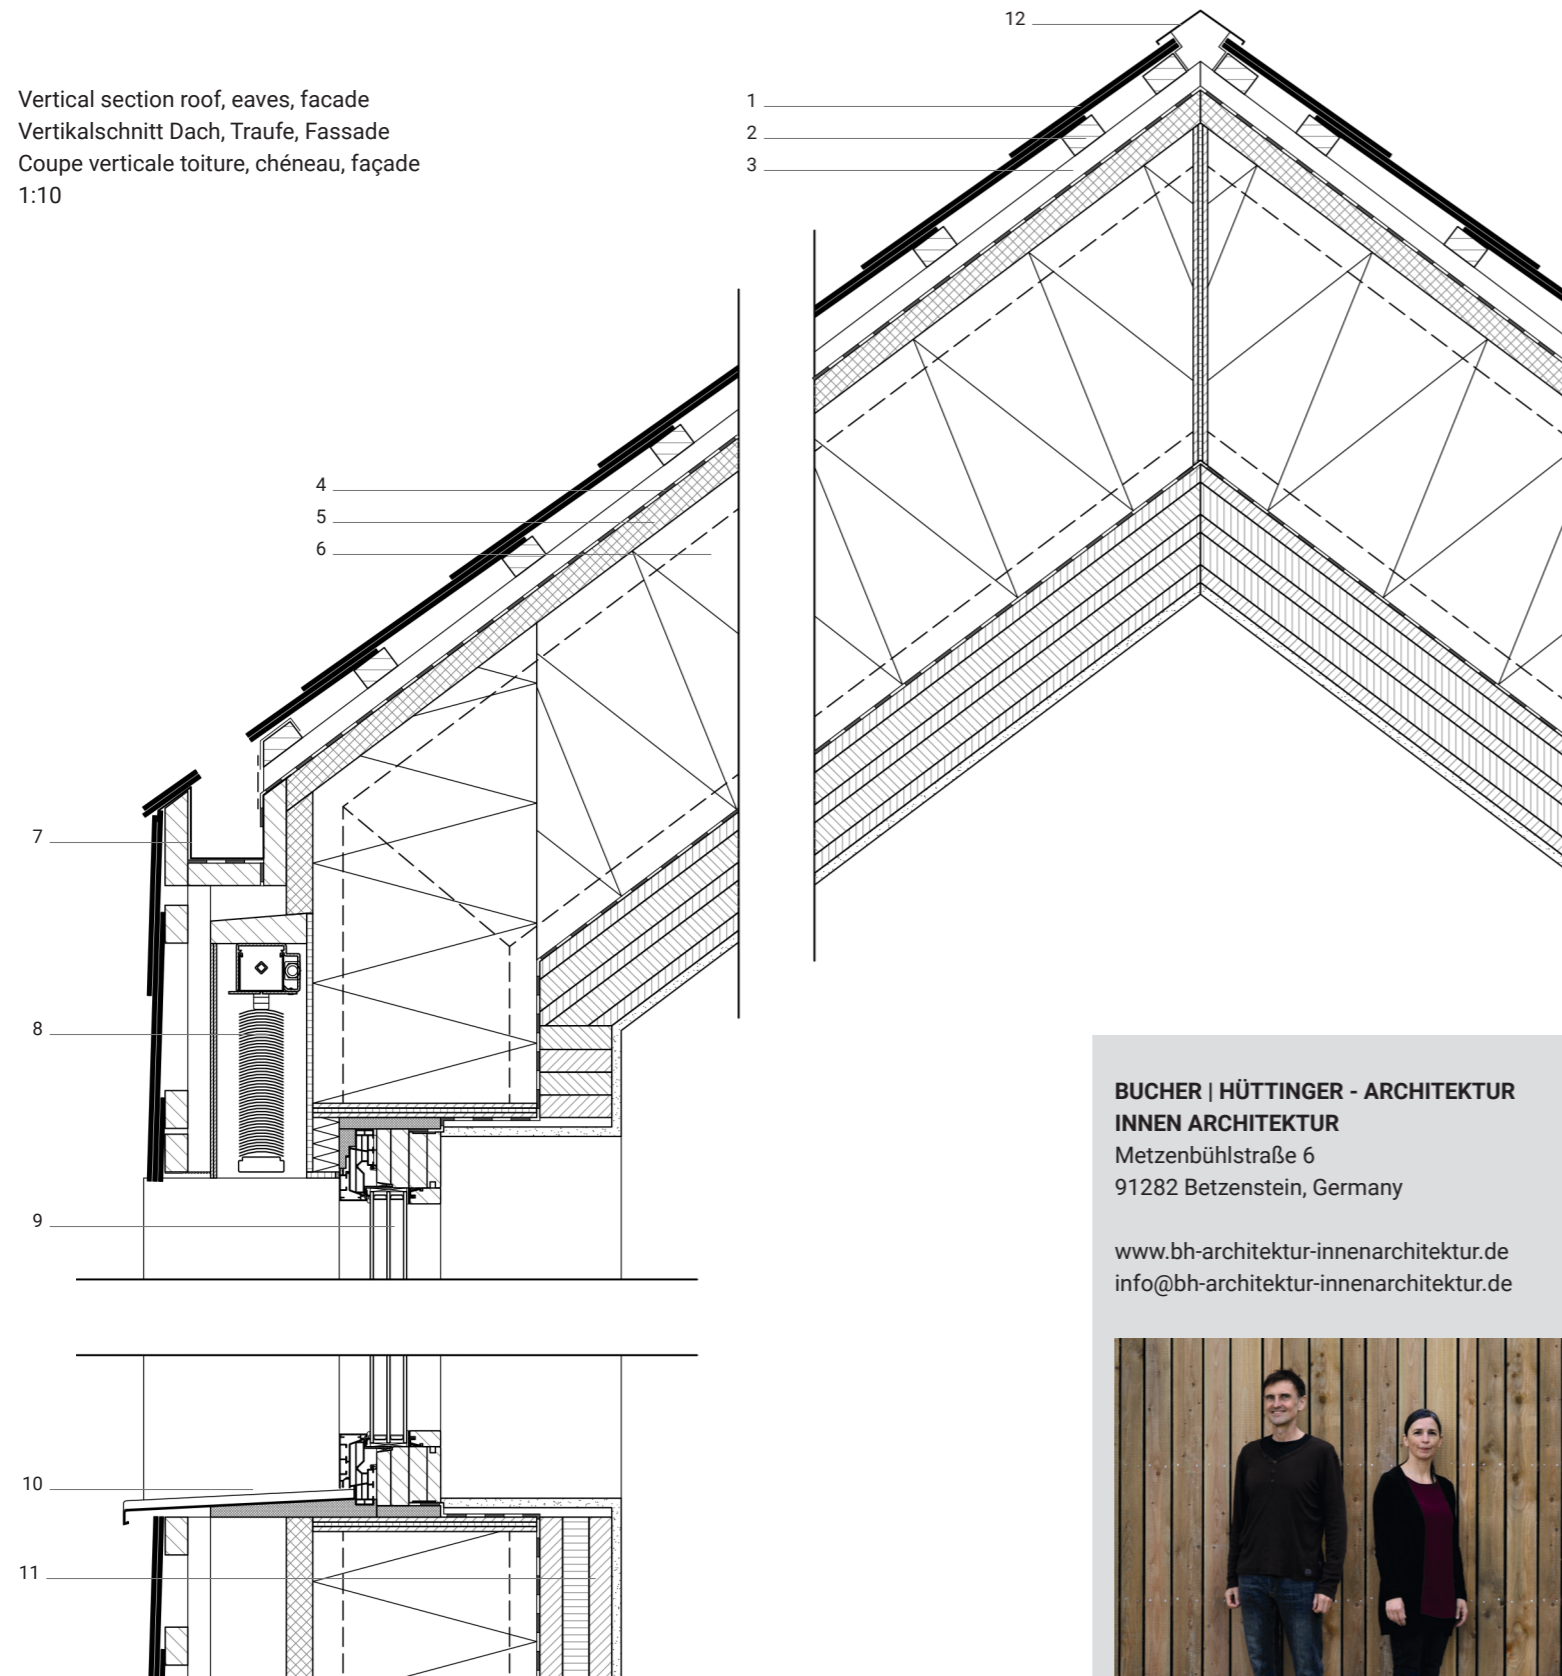 Vertical section roof, eaves, facade
Vertikalschnitt Dach, Traufe, Fassade
Coupe verticale toiture, chéneau, façade
1:10
12
1
2
3
4
5
6
7
8
9
10
11
BUCHER | HÜTTINGER - ARCHITEKTUR
INNEN ARCHITEKTUR
Metzenbühlstraße 6
91282 Betzenstein, Germany
www.bh-architektur-innenarchitektur.de
info@bh-architektur-innenarchitektur.de